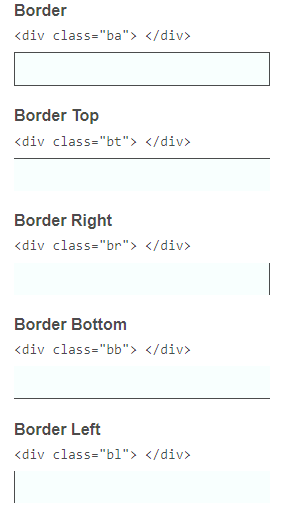 Border
<div class="ba"> </div>
Border Top
<div class="bt"> </div>
Border Right
<div class="br"> </div>
Border Bottom
<div class="bb"> </div>
Border Left
<div class="bl"> </div>